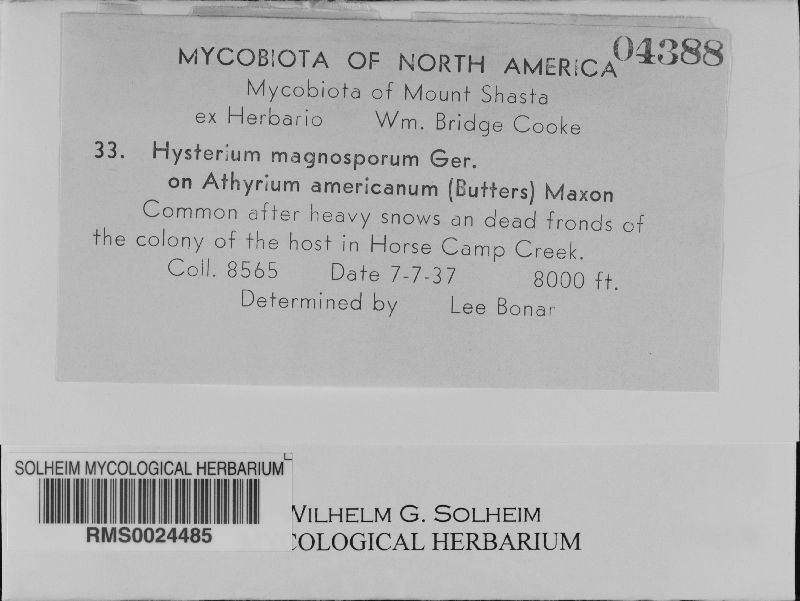 04388
MYCOBIOTA OF NORTH AMERICA
Mycobiota of Mount Shasta
ex Herbario Wm. Bridge Cooke
33. Hysterium magnosporum Ger.
on Athyrium americanum (Butters) Maxon
Common after heavy snows on dead fronds of
the colony of the host in Horse Camp Creek.
Coll. 8565 Date 7-7-37 8000 ft.
Determined by Lee Bonar
SOLHEIM MYCOLOGICAL HERBARIUM
RMS0024485
WILHELM G. SOLHEIM
COLOGICAL HERBARIUM